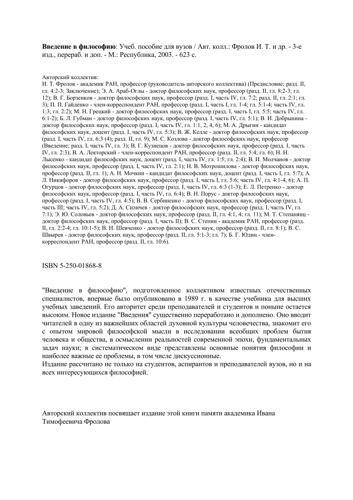 Введение в философию: Учеб. пособие для вузов / Авт. колл.: Фролов И. Т. и др. - 3-е
изд., перераб. и доп. - М.: Республика, 2003. - 623 с.
Авторский коллектив:
И. Т. Фролов - академик РАН, профессор (руководитель авторского коллектива) (Предисловие; разд. II,
гл. 4:2-3; Заключение); Э. А. Араб-Оглы - доктор философских наук, профессор (разд. II, гл. 8:2-3; гл.
12); В. Г. Борзенков - доктор философских наук, профессор (разд. I, часть IV, гл. 7:2; разд. II, гл. 2:1; гл.
3); П. П. Гайденко - член-корреспондент РАН, профессор (разд. I, часть I, гл. 1-4; гл. 5:1-4; часть IV, гл.
1:3; гл. 2:2); М. Н. Грецкий - доктор философских наук, профессор (разд. I, часть I, гл. 5:5; часть IV, гл.
6:1-2); Б. Л. Губман - доктор философских наук, профессор (разд. I, часть IV, гл. 5:1); В. И. Добрынина -
доктор философских наук, профессор (разд. I, часть IV, гл. 1:1, 2, 4, 6); М. А. Дрыгин - кандидат
философских наук, доцент (разд. I, часть IV, гл. 5:3); В. Ж. Келле - доктор философских наук, профессор
(разд. I, часть IV, гл. 6:3 (4); разд. II, гл. 9); М. С. Козлова - доктор философских наук, профессор
(Введение; разд. I, часть IV, гл. 3); В. Г. Кузнецов - доктор философских наук, профессор (разд. I, часть
IV, гл. 2:3); В. А. Лекторский - член-корреспондент РАН, профессор (разд. II, гл. 5:4; гл. 6); Н. Н.
Лысенко - кандидат философских наук, доцент (разд. I, часть IV, гл. 1:5; гл. 2:4); В. И. Молчанов - доктор
философских наук, профессор (разд. I, часть IV, гл. 2:1); Н. В. Мотрошилова - доктор философских наук,
профессор (разд. II, гл. 1); А. Н. Мочкин - кандидат философских наук, доцент (разд. I, часть I, гл. 5:7); А.
Л. Никифоров - доктор философских наук, профессор (разд. I, часть I, гл. 5:6; часть IV, гл. 4:1-4, 6); А. П.
Огурцов - доктор философских наук, профессор (разд. I, часть IV, гл. 6:3 (1-3); Е. Л. Петренко - доктор
философских наук, профессор (разд. I, часть IV, гл. 6:4); В. Н. Порус - доктор философских наук,
профессор (разд. I, часть IV, гл. 4:5); В. В. Сербиненко - доктор философских наук, профессор (разд. I,
часть III; часть IV, гл. 5:2); Д. А. Силичев - доктор философских наук, профессор (разд. I, часть IV, гл.
7:1); Э. Ю. Соловьев - доктор философских наук, профессор (разд. II, гл. 4:1, 4; гл. 11); М. Т. Степанянц -
доктор философских наук, профессор (разд. I, часть II); В. С. Степин - академик РАН, профессор (разд.
II, гл. 2:2-4; гл. 10:1-5); В. Н. Шевченко - доктор философских наук, профессор (разд. II, гл. 8:1); В. С.
Швырев - доктор философских наук, профессор (разд. II, гл. 5:1-3; гл. 7); Б. Г. Юдин - член-
корреспондент РАН, профессор (разд. II, гл. 10:6).
ISBN 5-250-01868-8
"Введение в философию", подготовленное коллективом известных отечественных
специалистов, впервые было опубликовано в 1989 г. в качестве учебника для высших
учебных заведений. Его авторитет среди преподавателей и студентов и поныне остается
высоким. Новое издание "Введения" существенно переработано и дополнено. Оно вводит
читателей в одну из важнейших областей духовной культуры человечества, знакомит его
с опытом мировой философской мысли в исследовании всеобщих проблем бытия
человека и общества, в осмыслении реальностей современной эпохи, фундаментальных
задач науки; в систематическом виде представлены основные понятия философии и
наиболее важные ее проблемы, в том числе дискуссионные.
Издание рассчитано не только на студентов, аспирантов и преподавателей вузов, но и на
всех интересующихся философией.
Авторский коллектив посвящает издание этой книги памяти академика Ивана
Тимофеевича Фролова